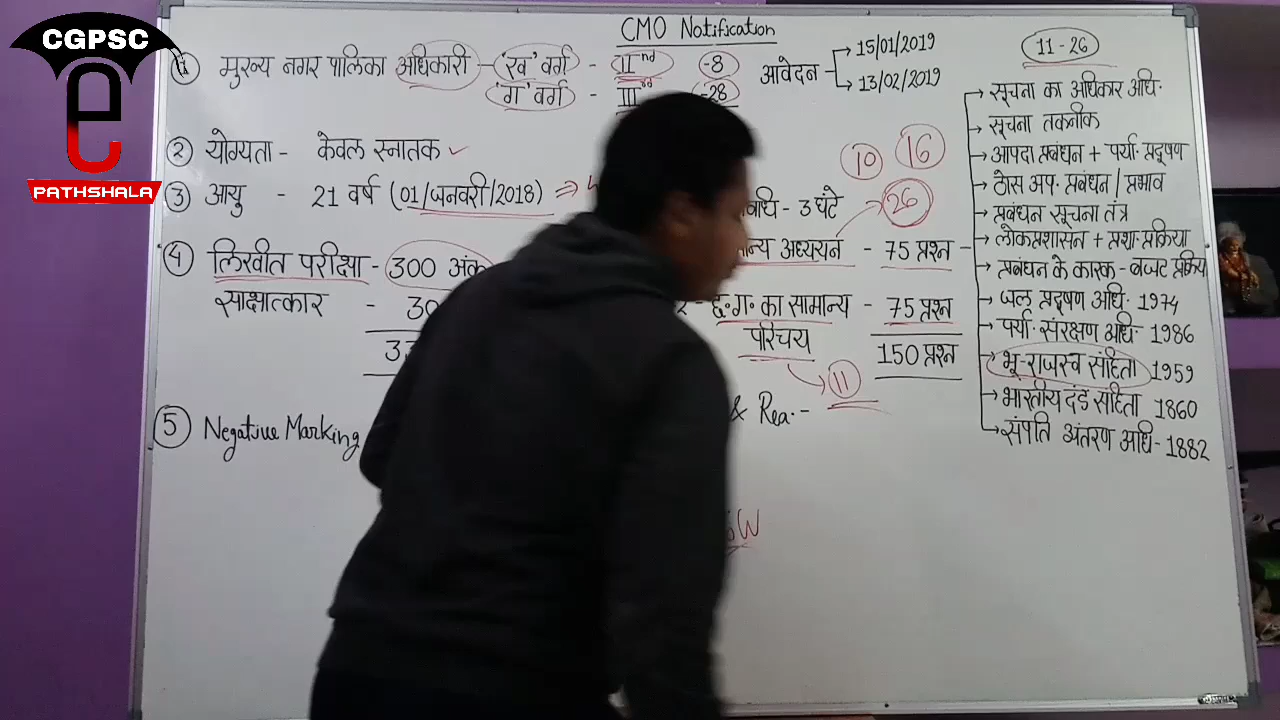 CGPSC
e
PATHSHALA
CMO Notification
① मुख्य नगर पालिका अधिकारी - 'ख' वर्ग - IInd -8
'ग' वर्ग - III -28
आवेदन → 15/01/2019
→ 13/02/2019
② योग्यता - केवल स्नातक ✓
③ आयु - 21 वर्ष (01/जनवरी/2018) ⇒
- 3 घंटे
10 16
26
④ लिखीत परीक्षा - 300 अंक
साक्षात्कार - 30
अध्ययन - 75 प्रश्न
- छ॰ग॰ का सामान्य - 75 प्रश्न
परिचय
150 प्रश्न
11
⑤ Negative Marking
& Rea. -
W
11 - 26
→ सूचना का अधिकार अधि॰
→ सूचना तकनीक
→ आपदा प्रबंधन + पर्या॰ प्रदूषण
→ ठोस अप॰ प्रबंधन / प्रभाव
→ प्रबंधन सूचना तंत्र
→ लोकप्रशासन + प्रशा॰ प्रक्रिया
→ प्रबंधन के कारक - बजट प्रक्रिया
→ जल प्रदूषण अधि॰ 1974
→ पर्या॰ संरक्षण अधि॰ 1986
→ भू-राजस्व संहिता 1959
→ भारतीय दंड संहिता 1860
→ संपति अंतरण अधि- 1882